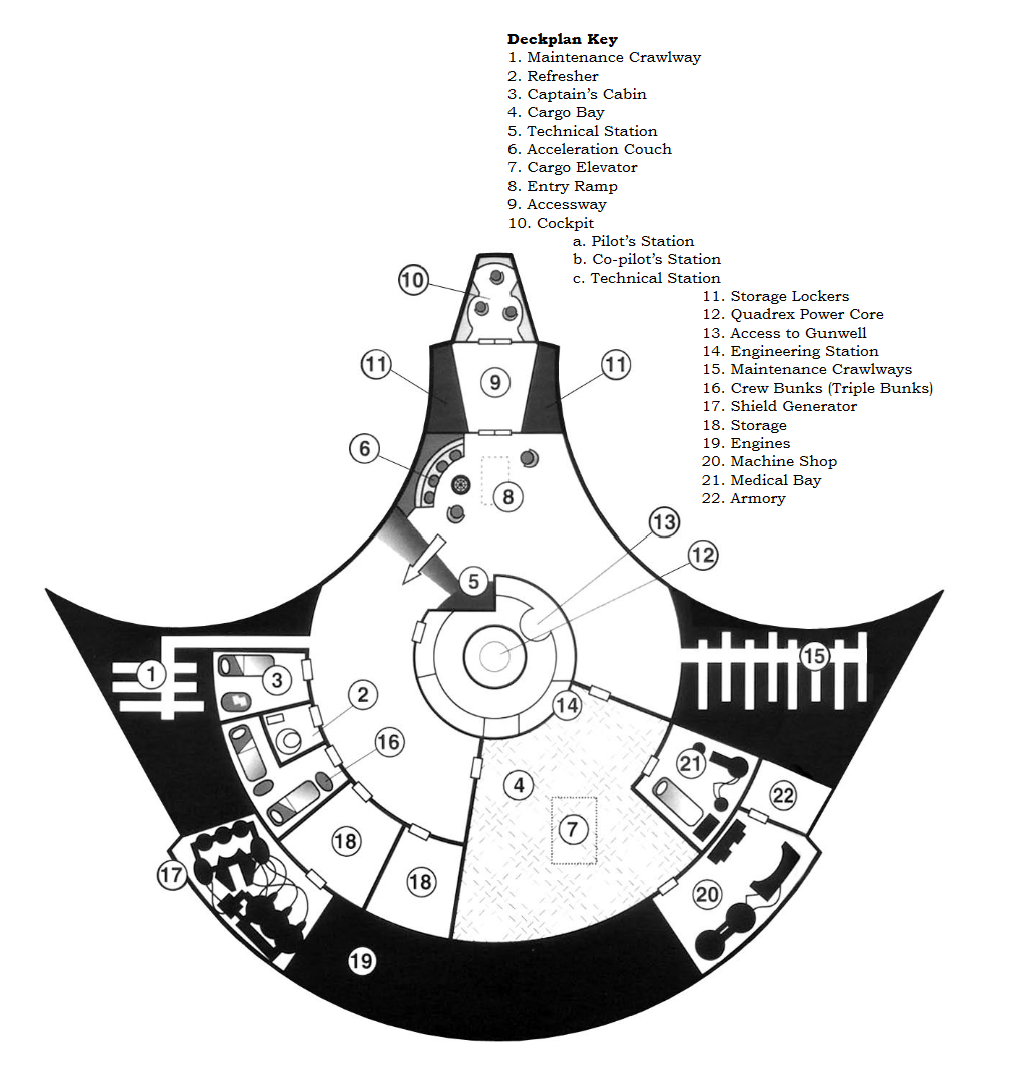 Deckplan Key
1. Maintenance Crawlway
2. Refresher
3. Captain's Cabin
4. Cargo Bay
5. Technical Station
6. Acceleration Couch
7. Cargo Elevator
8. Entry Ramp
9. Accessway
10. Cockpit
a. Pilot's Station
b. Co-pilot's Station
c. Technical Station
11. Storage Lockers
12. Quadrex Power Core
13. Access to Gunwell
14. Engineering Station
15. Maintenance Crawlways
16. Crew Bunks (Triple Bunks)
17. Shield Generator
18. Storage
19. Engines
20. Machine Shop
21. Medical Bay
22. Armory
10
11
9
11
6
8
13
12
5
1
3
2
15
14
16
21
4
22
7
18
17
18
20
19